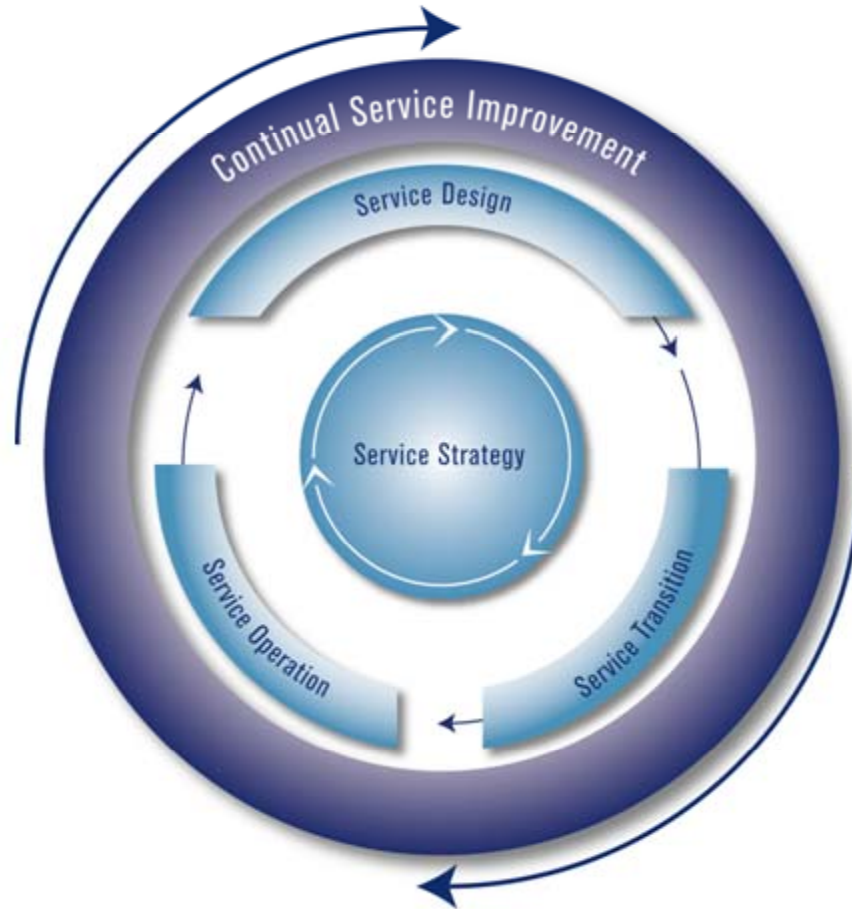 Continual Service Improvement
Service Design
Service Strategy
Service Operation
Service Transition